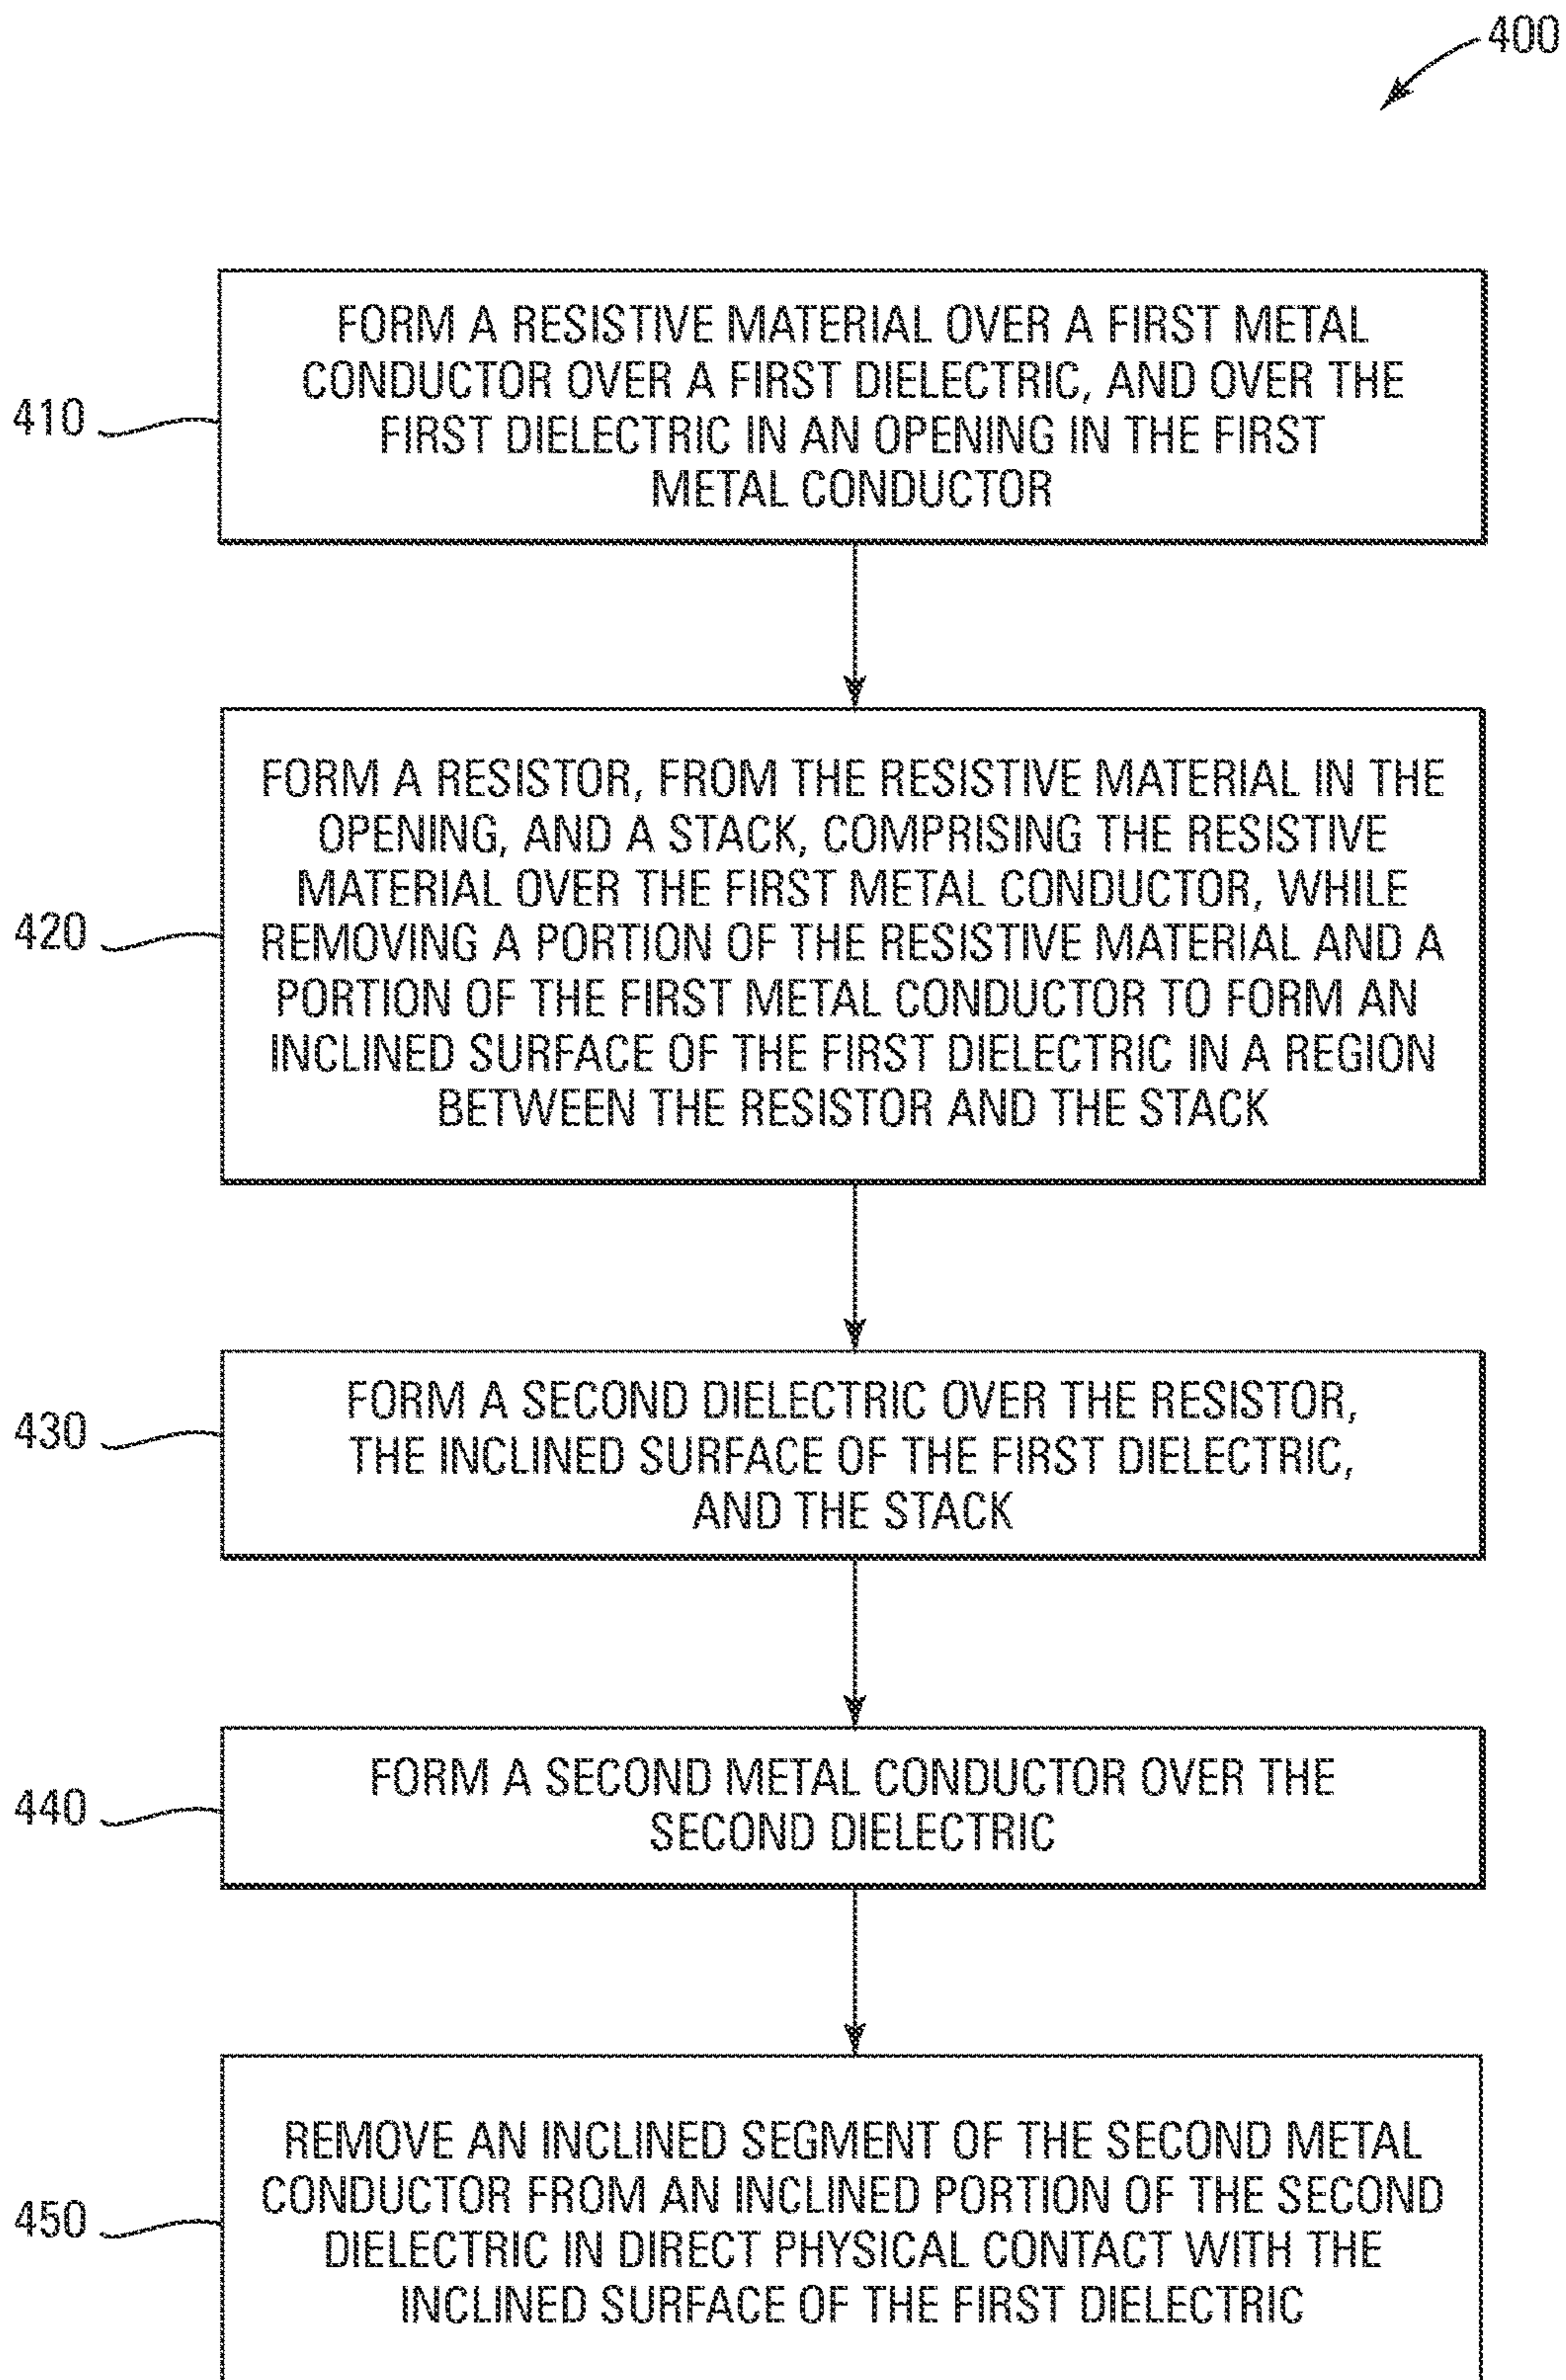 400
FORM A RESISTIVE MATERIAL OVER A FIRST METAL
CONDUCTOR OVER A FIRST DIELECTRIC, AND OVER THE
FIRST DIELECTRIC IN AN OPENING IN THE FIRST
METAL CONDUCTOR
410
FORM A RESISTOR, FROM THE RESISTIVE MATERIAL IN THE
OPENING, AND A STACK, COMPRISING THE RESISTIVE
MATERIAL OVER THE FIRST METAL CONDUCTOR, WHILE
REMOVING A PORTION OF THE RESISTIVE MATERIAL AND A
PORTION OF THE FIRST METAL CONDUCTOR TO FORM AN
INCLINED SURFACE OF THE FIRST DIELECTRIC IN A REGION
BETWEEN THE RESISTOR AND THE STACK
420
FORM A SECOND DIELECTRIC OVER THE RESISTOR,
THE INCLINED SURFACE OF THE FIRST DIELECTRIC,
AND THE STACK
430
FORM A SECOND METAL CONDUCTOR OVER THE
SECOND DIELECTRIC
440
REMOVE AN INCLINED SEGMENT OF THE SECOND METAL
CONDUCTOR FROM AN INCLINED PORTION OF THE SECOND
DIELECTRIC IN DIRECT PHYSICAL CONTACT WITH THE
INCLINED SURFACE OF THE FIRST DIELECTRIC
450